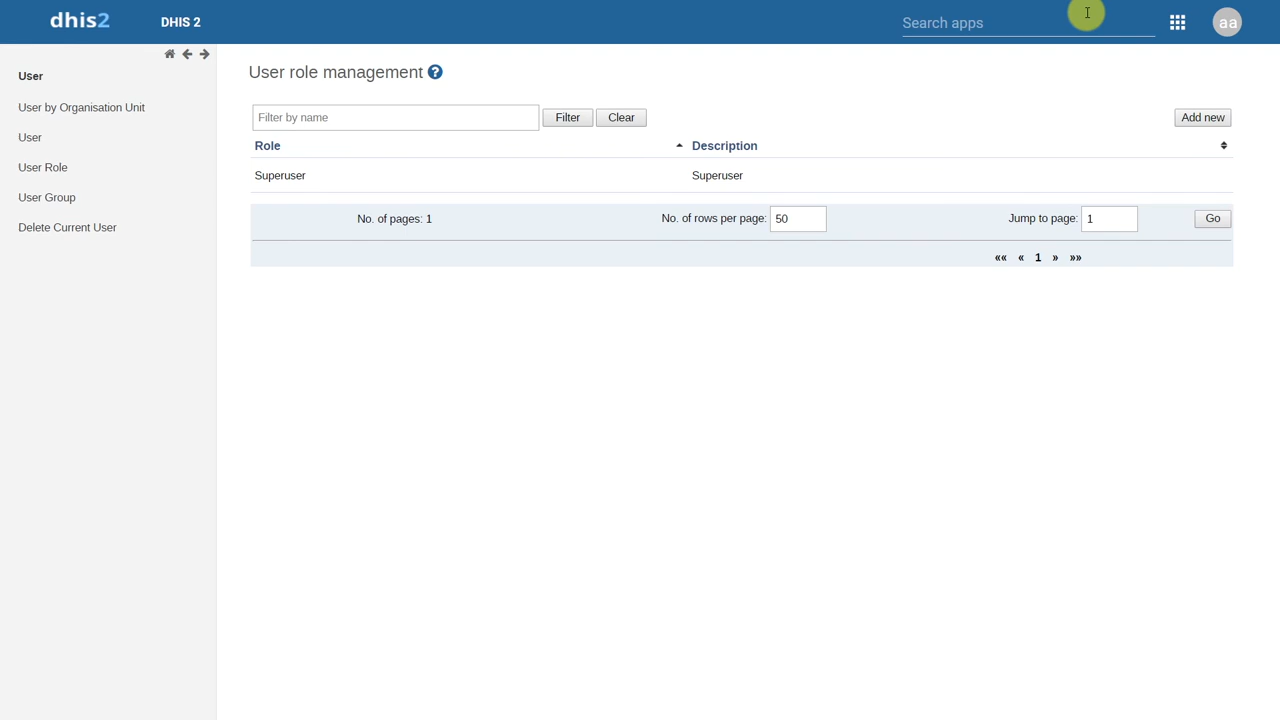 dhis2 DHIS 2 Search apps aa
User
User by Organisation Unit
User
User Role
User Group
Delete Current User
User role management ?
Filter by name Filter Clear Add new
Role Description
Superuser Superuser
No. of pages: 1 No. of rows per page: 50 Jump to page: 1 Go
«« « 1 » »»